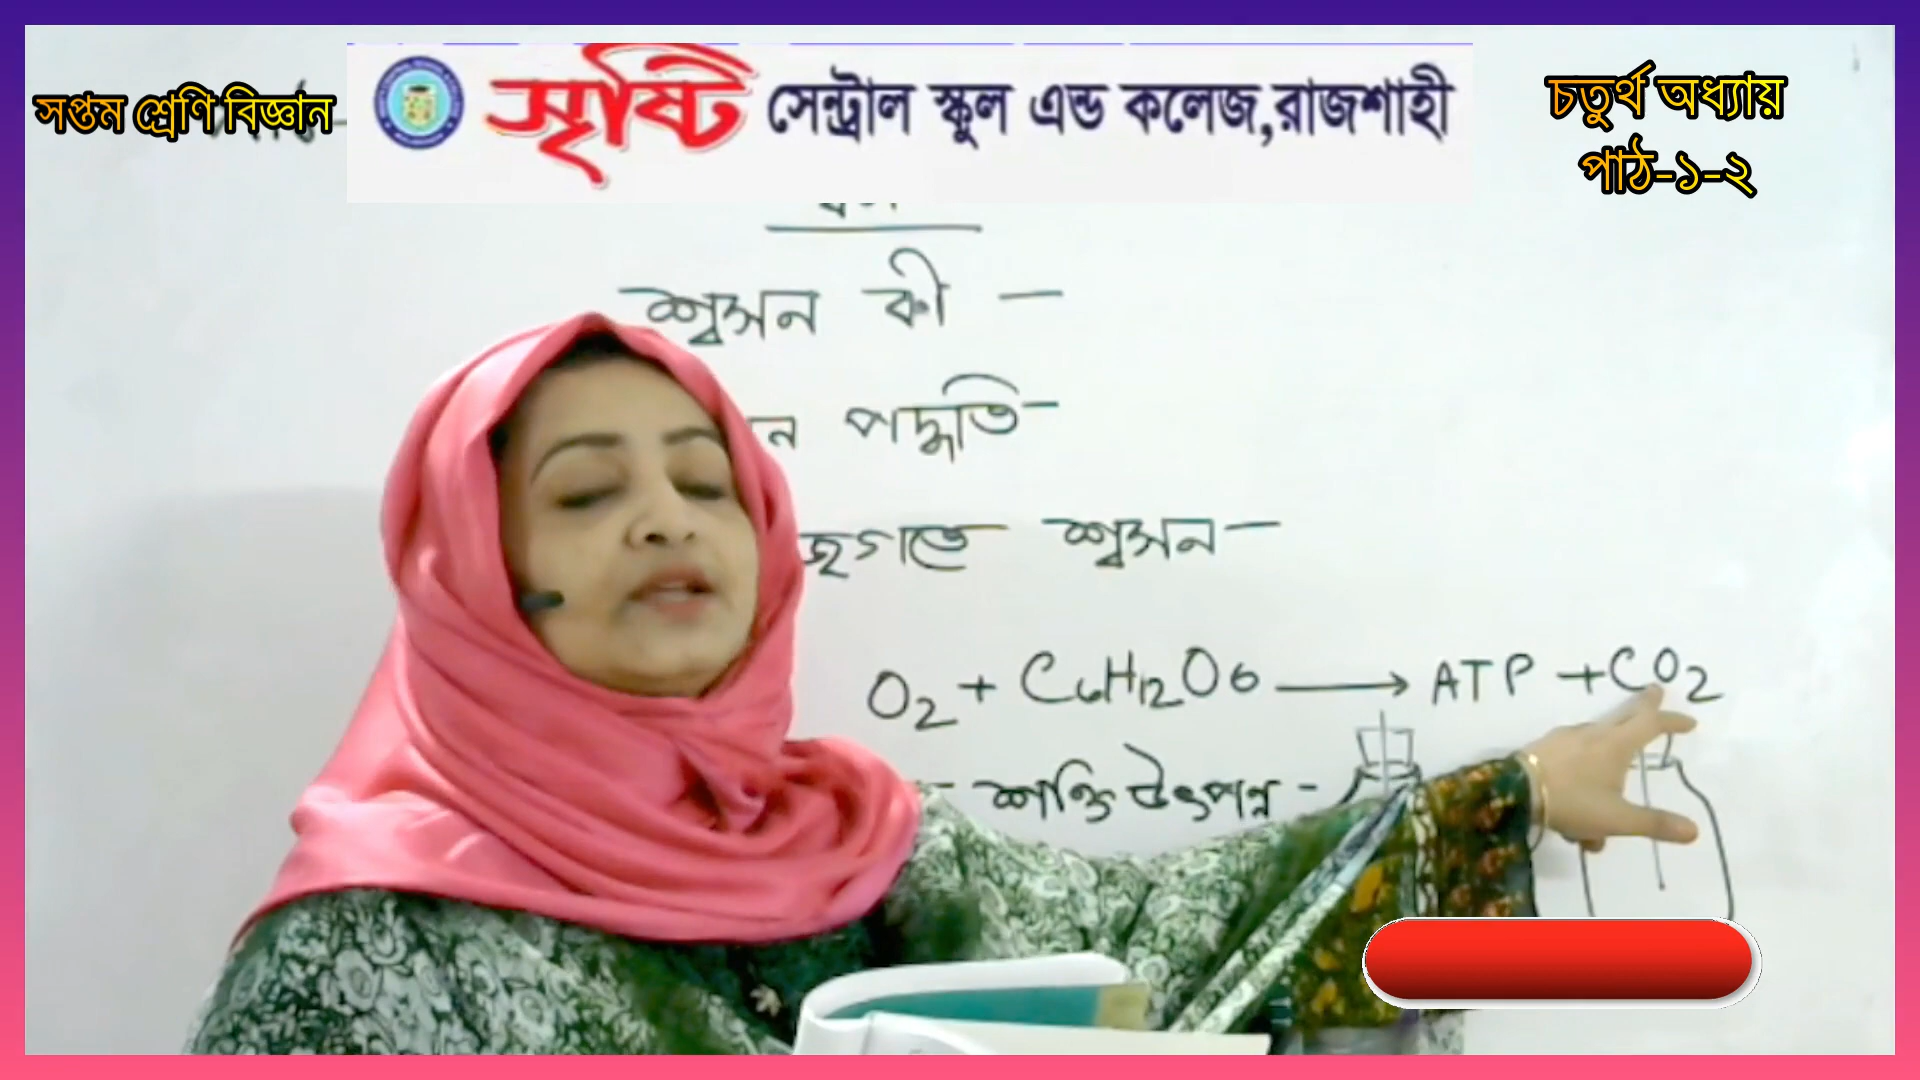 সপ্তম শ্রেণি বিজ্ঞান
সৃষ্টি সেন্ট্রাল স্কুল এন্ড কলেজ,রাজশাহী
চতুর্থ অধ্যায়
পাঠ-১-২
শ্বসন কী -
ন পদ্ধতি -
জগতে শ্বসন -
O2 + C6H12O6 → ATP + CO2
- শক্তি উৎপন্ন -